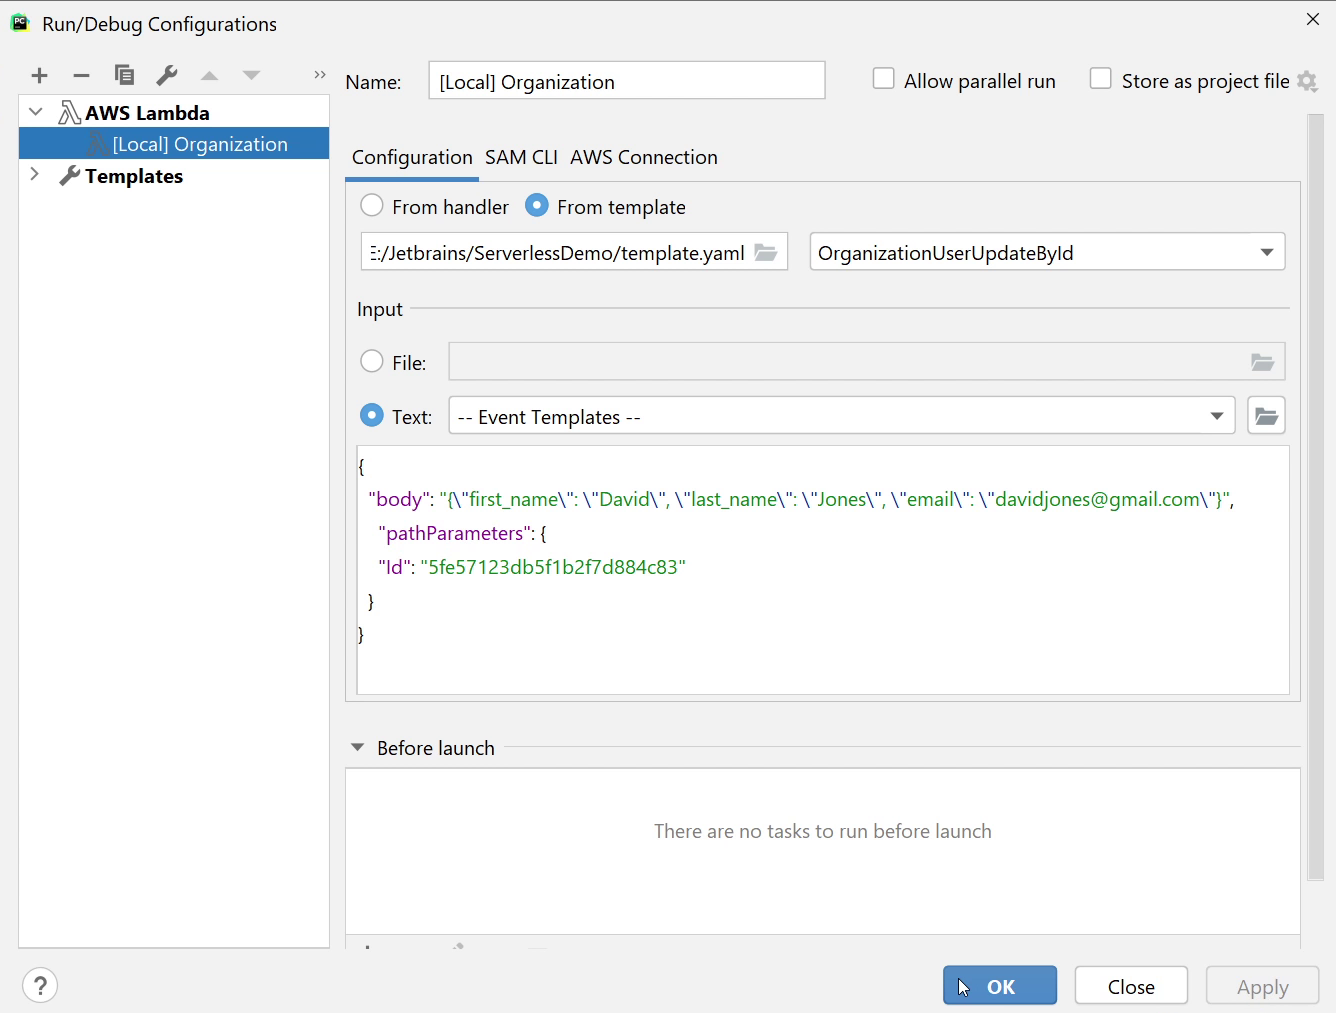 Run/Debug Configurations
Name: [Local] Organization
Allow parallel run
Store as project file
AWS Lambda
[Local] Organization
Templates
Configuration SAM CLI AWS Connection
From handler From template
E:/Jetbrains/ServerlessDemo/template.yaml
OrganizationUserUpdateById
Input
File:
Text: -- Event Templates --
{
"body": "{\"first_name\": \"David\", \"last_name\": \"Jones\", \"email\": \"davidjones@gmail.com\"}",
"pathParameters": {
"Id": "5fe57123db5f1b2f7d884c83"
}
}
Before launch
There are no tasks to run before launch
?
OK Close Apply